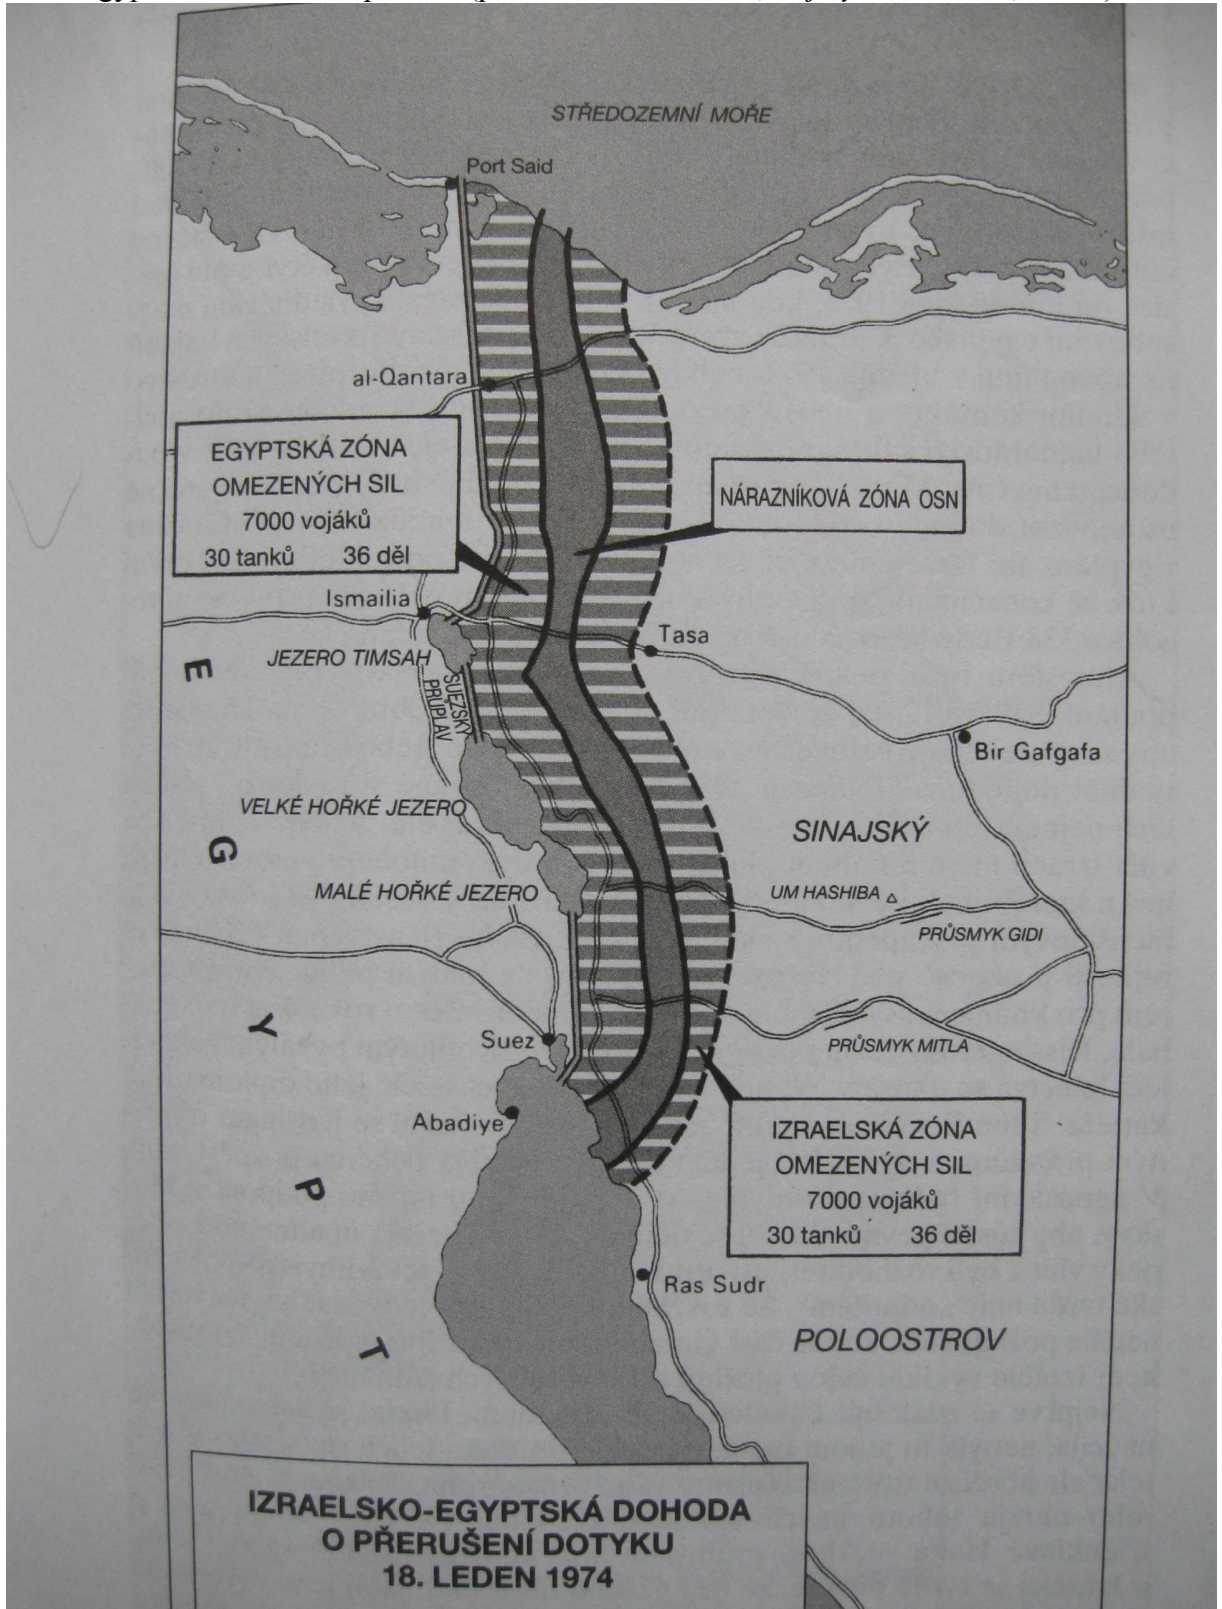 STŘEDOZEMNÍ MOŘE
Port Said
al-Qantara
EGYPTSKÁ ZÓNA
OMEZENÝCH SIL
7000 vojáků
30 tanků 36 děl
NÁRAZNÍKOVÁ ZÓNA OSN
Ismailia
Tasa
JEZERO TIMSAH
SUEZSKÝ
PRŮPLAV
Bir Gafgafa
VELKÉ HOŘKÉ JEZERO
SINAJSKÝ
MALÉ HOŘKÉ JEZERO
UM HASHIBA
PRŮSMYK GIDI
EGYPT
Suez
PRŮSMYK MITLA
Abadiye
IZRAELSKÁ ZÓNA
OMEZENÝCH SIL
7000 vojáků
30 tanků 36 děl
Ras Sudr
POLOOSTROV
IZRAELSKO-EGYPTSKÁ DOHODA
O PŘERUŠENÍ DOTYKU
18. LEDEN 1974